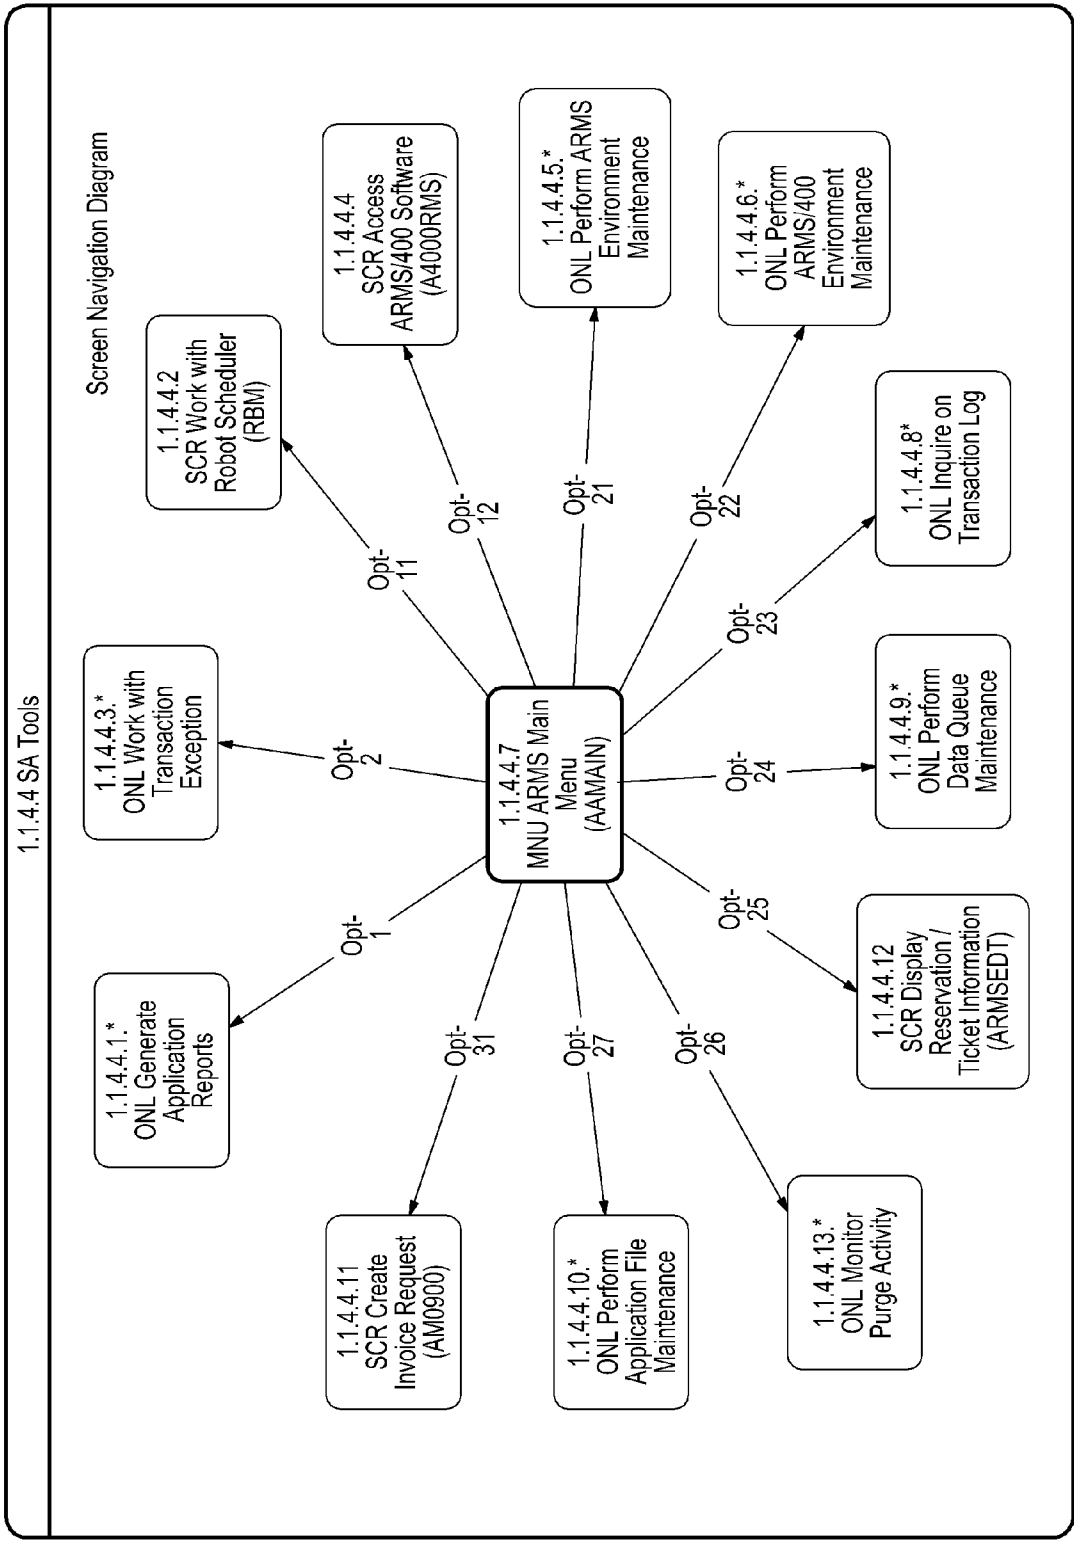 1.1.4.4 SA Tools
Screen Navigation Diagram
1.1.4.4.1.*
ONL Generate
Application
Reports
1.1.4.4.3.*
ONL Work with
Transaction
Exception
1.1.4.4.2
SCR Work with
Robot Scheduler
(RBM)
1.1.4.4.4
SCR Access
ARMS/400 Software
(A4000RMS)
1.1.4.4.5.*
ONL Perform ARMS
Environment
Maintenance
1.1.4.4.6.*
ONL Perform
ARMS/400
Environment
Maintenance
1.1.4.4.8*
ONL Inquire on
Transaction Log
1.1.4.4.9.*
ONL Perform
Data Queue
Maintenance
1.1.4.4.12
SCR Display
Reservation /
Ticket Information
(ARMSEDT)
1.1.4.4.13.*
ONL Monitor
Purge Activity
1.1.4.4.10.*
ONL Perform
Application File
Maintenance
1.1.4.4.11
SCR Create
Invoice Request
(AM0900)
1.1.4.4.7
MNU ARMS Main
Menu
(AAMAIN)
Opt-
1
Opt-
2
Opt-
11
Opt-
12
Opt-
21
Opt-
22
Opt-
23
Opt-
24
Opt-
25
Opt-
26
Opt-
27
Opt-
31